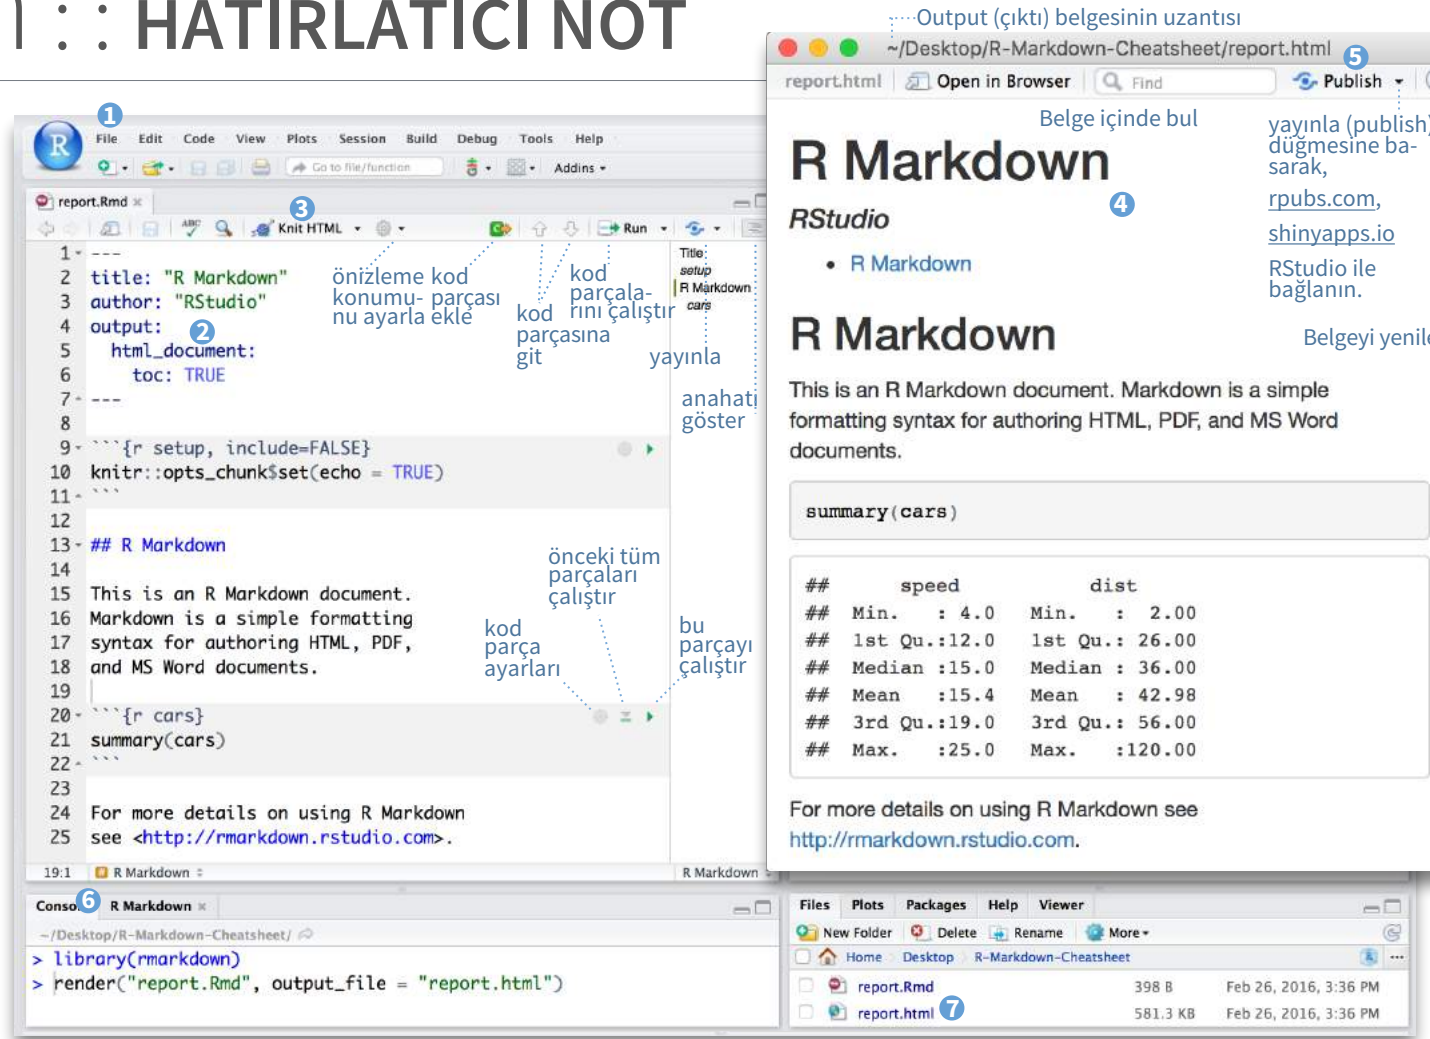 : : HATIRLATICI NOT
Output (çıktı) belgesinin uzantısı
~/Desktop/R-Markdown-Cheatsheet/report.html
5
report.html Open in Browser Find Publish
Belge içinde bul
yayınla (publish)
düğmesine ba-
sarak,
rpubs.com,
shinyapps.io
RStudio ile
bağlanın.
Belgeyi yenile
R Markdown
4
RStudio
• R Markdown
R Markdown
This is an R Markdown document. Markdown is a simple
formatting syntax for authoring HTML, PDF, and MS Word
documents.
summary(cars)
## speed dist
## Min. : 4.0 Min. : 2.00
## 1st Qu.:12.0 1st Qu.: 26.00
## Median :15.0 Median : 36.00
## Mean :15.4 Mean : 42.98
## 3rd Qu.:19.0 3rd Qu.: 56.00
## Max. :25.0 Max. :120.00
For more details on using R Markdown see
http://rmarkdown.rstudio.com.
1
R
File Edit Code View Plots Session Build Debug Tools Help
Go to file/function Addins
report.Rmd
3
ABC Knit HTML Run
1 ---
2 title: "R Markdown"
3 author: "RStudio"
4 output:
2
5 html_document:
6 toc: TRUE
7 ---
8
9 ```{r setup, include=FALSE}
10 knitr::opts_chunk$set(echo = TRUE)
11 ```
12
13 ## R Markdown
14
15 This is an R Markdown document.
16 Markdown is a simple formatting
17 syntax for authoring HTML, PDF,
18 and MS Word documents.
19
20 ```{r cars}
21 summary(cars)
22 ```
23
24 For more details on using R Markdown
25 see <http://rmarkdown.rstudio.com>.
önizleme
konumu-
nu ayarla
kod
parçası
ekle
kod
parçasına
git
kod
parçala-
rını çalıştır
yayınla
anahatı
göster
Title
setup
R Markdown
cars
önceki tüm
parçaları
çalıştır
kod
parça
ayarları
bu
parçayı
çalıştır
19:1 R Markdown R Markdown
6
Conso R Markdown
~/Desktop/R-Markdown-Cheatsheet/
> library(rmarkdown)
> render("report.Rmd", output_file = "report.html")
Files Plots Packages Help Viewer
New Folder Delete Rename More
Home Desktop R-Markdown-Cheatsheet ...
report.Rmd 398 B Feb 26, 2016, 3:36 PM
report.html 7 581.3 KB Feb 26, 2016, 3:36 PM